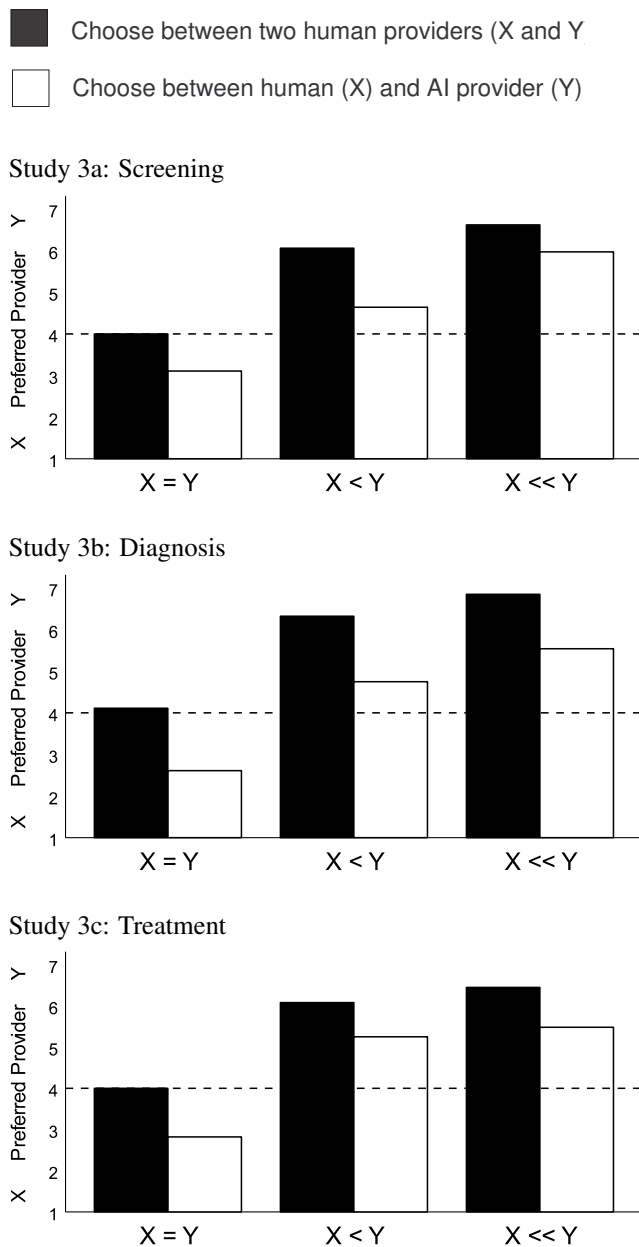 Choose between two human providers (X and Y
Choose between human (X) and AI provider (Y)
Study 3a: Screening
X Preferred Provider Y
7
6
5
4
3
2
1
X = Y
X < Y
X << Y
Study 3b: Diagnosis
X Preferred Provider Y
7
6
5
4
3
2
1
X = Y
X < Y
X << Y
Study 3c: Treatment
X Preferred Provider Y
7
6
5
4
3
2
1
X = Y
X < Y
X << Y